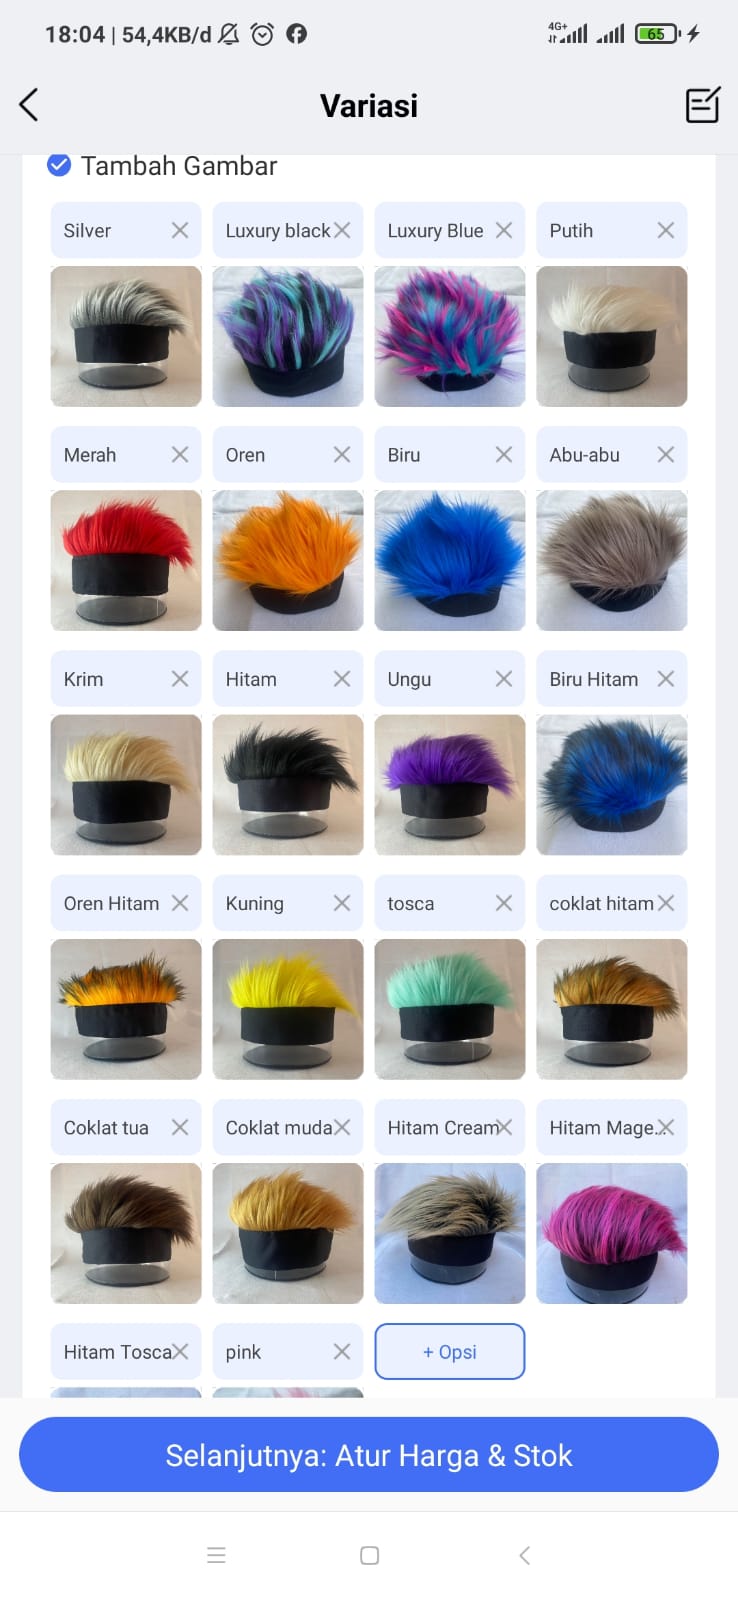 18:04 | 54,4KB/d
4G+
65
Variasi
Tambah Gambar
Silver
Luxury black
Luxury Blue
Putih
Merah
Oren
Biru
Abu-abu
Krim
Hitam
Ungu
Biru Hitam
Oren Hitam
Kuning
tosca
coklat hitam
Coklat tua
Coklat muda
Hitam Cream
Hitam Mage...
Hitam Tosca
pink
+ Opsi
Selanjutnya: Atur Harga & Stok